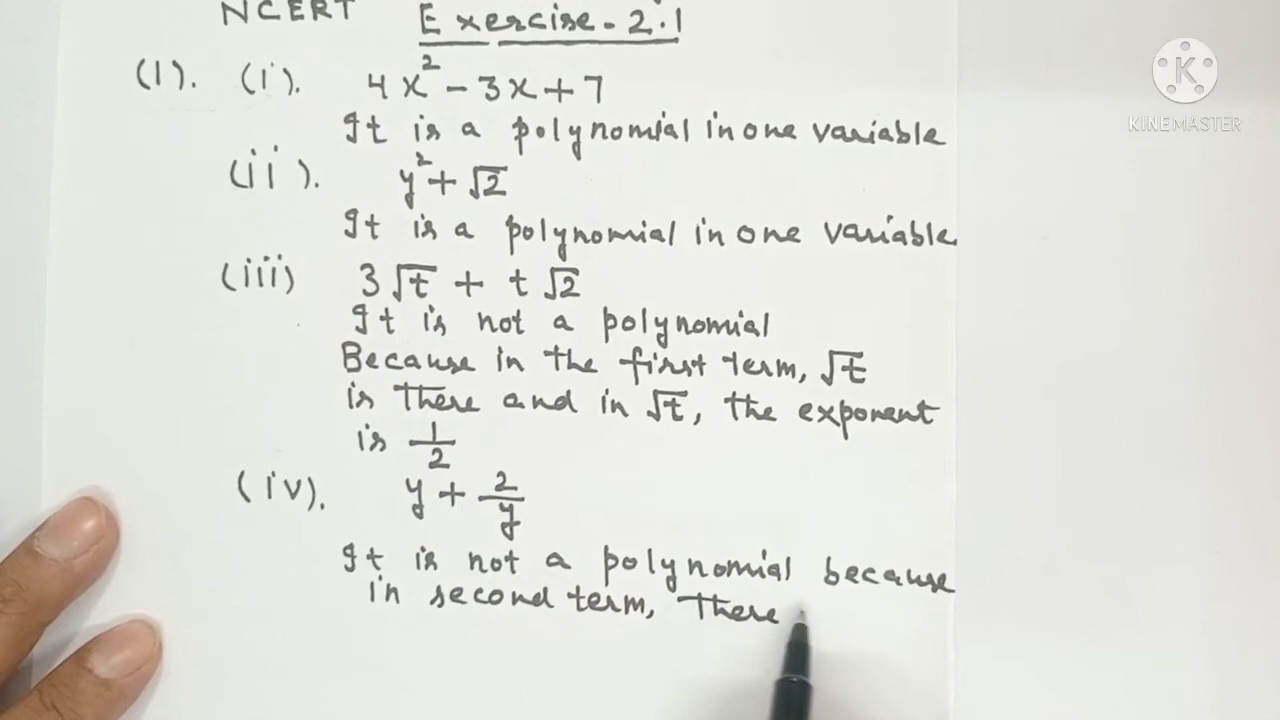 NCERT Exercise-2.1
(1). (i). 4x² - 3x + 7
It is a polynomial in one variable
(ii). y² + √2
It is a polynomial in one variable
(iii) 3√t + t√2
It is not a polynomial
Because in the first term, √t
is there and in √t, the exponent
is 1/2
(iv). y + 2/y
It is not a polynomial because
in second term, there
KINEMASTER